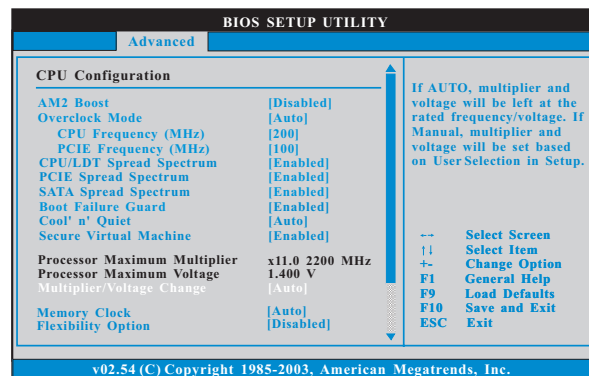 BIOS SETUP UTILITY
Advanced
CPU Configuration
AM2 Boost [Disabled]
Overclock Mode [Auto]
CPU Frequency (MHz) [200]
PCIE Frequency (MHz) [100]
CPU/LDT Spread Spectrum [Enabled]
PCIE Spread Spectrum [Enabled]
SATA Spread Spectrum [Enabled]
Boot Failure Guard [Enabled]
Cool' n' Quiet [Auto]
Secure Virtual Machine [Enabled]
Processor Maximum Multiplier x11.0 2200 MHz
Processor Maximum Voltage 1.400 V
Multiplier/Voltage Change [Auto]
Memory Clock [Auto]
Flexibility Option [Disabled]
If AUTO, multiplier and
voltage will be left at the
rated frequency/voltage. If
Manual, multiplier and
voltage will be set based
on User Selection in Setup.
↔ Select Screen
↑↓ Select Item
+- Change Option
F1 General Help
F9 Load Defaults
F10 Save and Exit
ESC Exit
v02.54 (C) Copyright 1985-2003, American Megatrends, Inc.